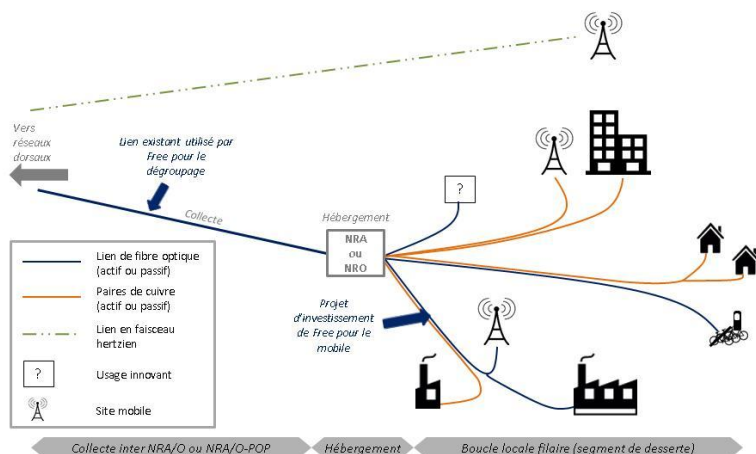 Vers
réseaux
dorsaux
Lien existant utilisé par
Free pour le
dégroupage
Collecte
Hébergement
NRA
ou
NRO
?
Projet
d'investissement
de Free pour le
mobile
Lien de fibre optique
(actif ou passif)
Paires de cuivre
(actif ou passif)
Lien en faisceau
hertzien
?
Usage innovant
Site mobile
Collecte inter NRA/O ou NRA/O-POP
Hébergement
Boucle locale filaire (segment de desserte)